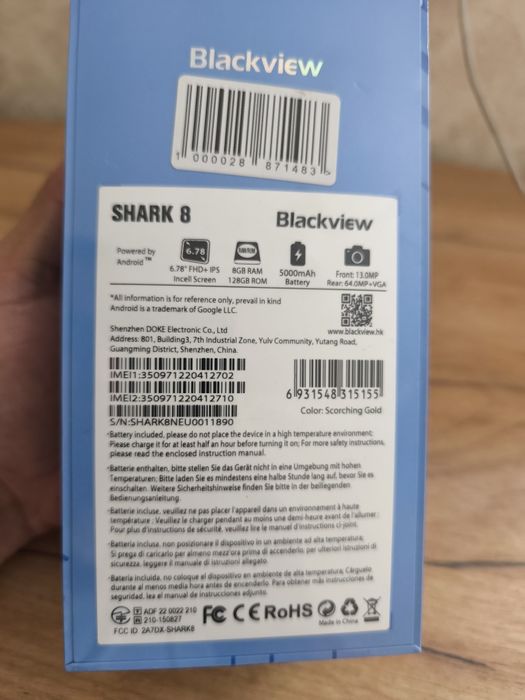 Blackview
1 000028 871483 >
SHARK 8
Blackview
Powered by
Android™
6.78
6.78" FHD+ IPS
Incell Screen
RAM/ROM
8GB RAM
128GB ROM
5000mAh
Battery
Front: 13.0MP
Rear: 64.0MP+VGA
*All information is for reference only, prevail in kind
Android is a trademark of Google LLC.
www.blackview.hk
Shenzhen DOKE Electronic Co., Ltd
Address: 801, Building3, 7th Industrial Zone, Yulv Community, Yutang Road,
Guangming District, Shenzhen, China.
IMEI1:350971220412702
IMEI2:350971220412710
S/N:SHARK8NEU0011890
6 931548 315155
Color: Scorching Gold
·Battery included, please do not place the device in a high temperature environment;
Please charge it for at least half an hour before turning it on; For more safety instructions,
please read the enclosed instruction manual.
·Batterie enthalten, bitte stellen Sie das Gerät nicht in eine Umgebung mit hohen
Temperaturen; Bitte laden Sie es mindestens eine halbe Stunde lang auf, bevor Sie es
einschalten. Weitere Sicherheitshinweise finden Sie bitte in der beiliegenden
Bedienungsanleitung.
·Batterie incluse, veuillez ne pas placer l'appareil dans un environnement à haute
température ; Veuillez le charger pendant au moins une demi-heure avant de l'allumer ;
Pour plus d'instructions de sécurité, veuillez lire le manuel d'instructions ci-joint.
·Batteria inclusa, non posizionare il dispositivo in un ambiente ad alta temperatura,
Si prega di caricarlo per almeno mezz'ora prima di accenderlo, per ulteriori istruzioni di
sicurezza, leggere il manuale di istruzioni allegato.
·Batería incluida, no coloque el dispositivo en ambiente de alta temperatura, Cárguelo
durante al menos media hora antes de encenderlo. Para obtener más instrucciones de
seguridad, lea el manual de instrucciones adjunto.
T ADF 22 0022 210
R 210-150827
FCC ID 2A7DX-SHARK8
FC CE RoHS
Made in China